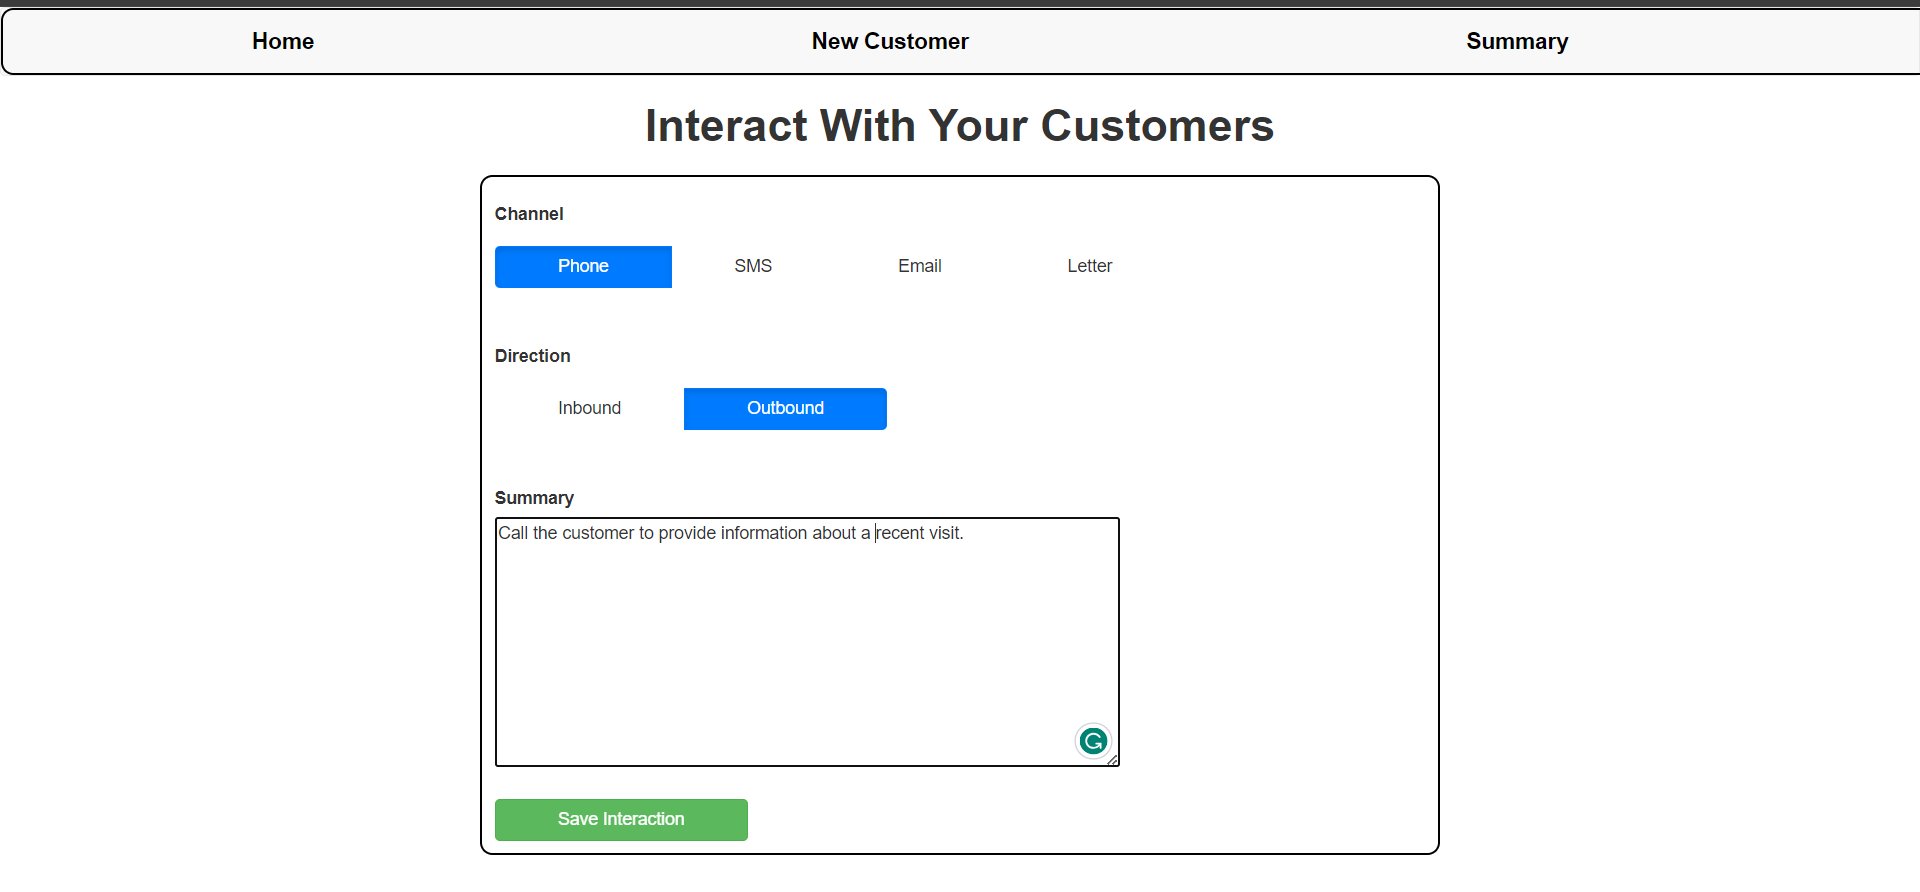 Home New Customer Summary
Interact With Your Customers
Channel
Phone SMS Email Letter
Direction
Inbound Outbound
Summary
Call the customer to provide information about a recent visit.
Save Interaction